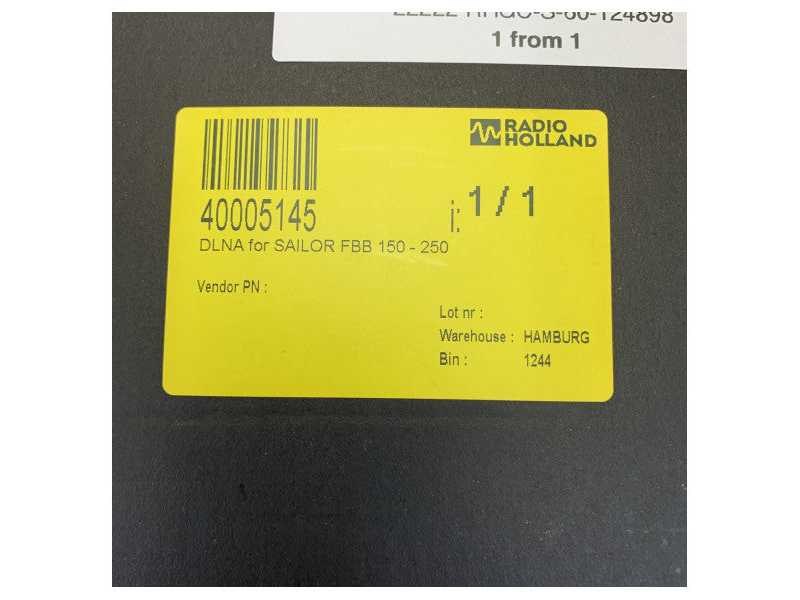 1 from 1
RADIO
HOLLAND
40005145
i: 1 / 1
DLNA for SAILOR FBB 150 - 250
Vendor PN :
Lot nr :
Warehouse : HAMBURG
Bin : 1244